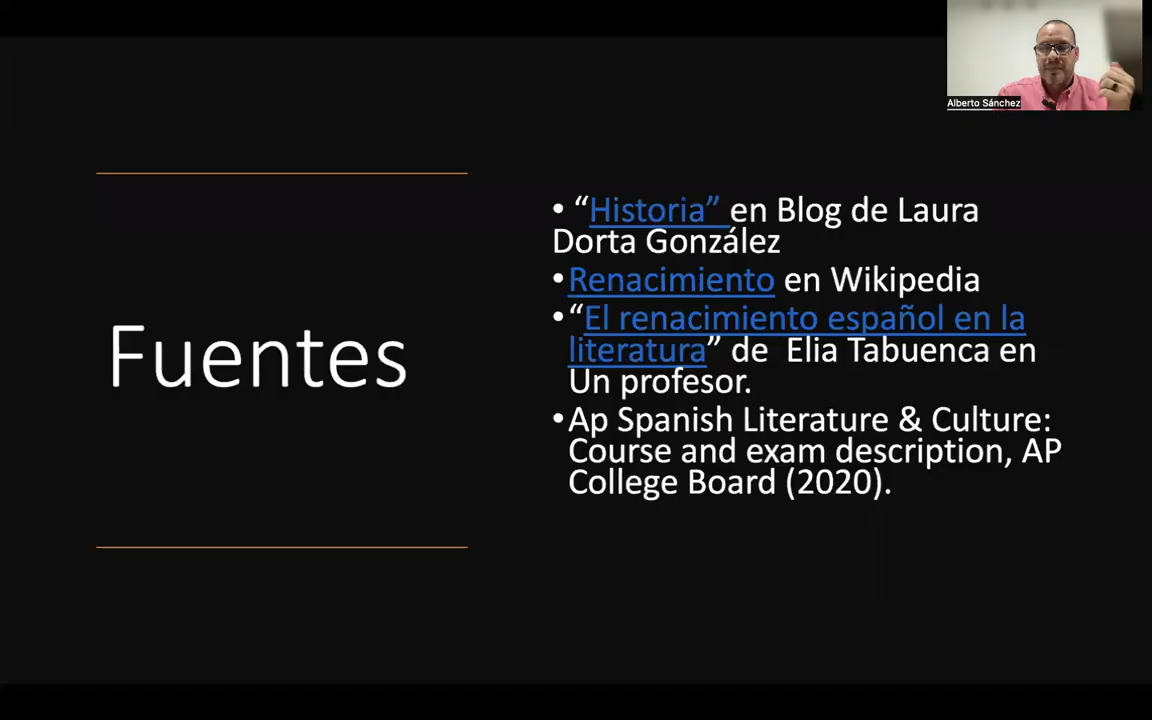 Alberto Sánchez
Fuentes
• “Historia” en Blog de Laura
Dorta González
•Renacimiento en Wikipedia
•“El renacimiento español en la
literatura” de  Elia Tabuenca en
Un profesor.
•Ap Spanish Literature & Culture:
Course and exam description, AP
College Board (2020).